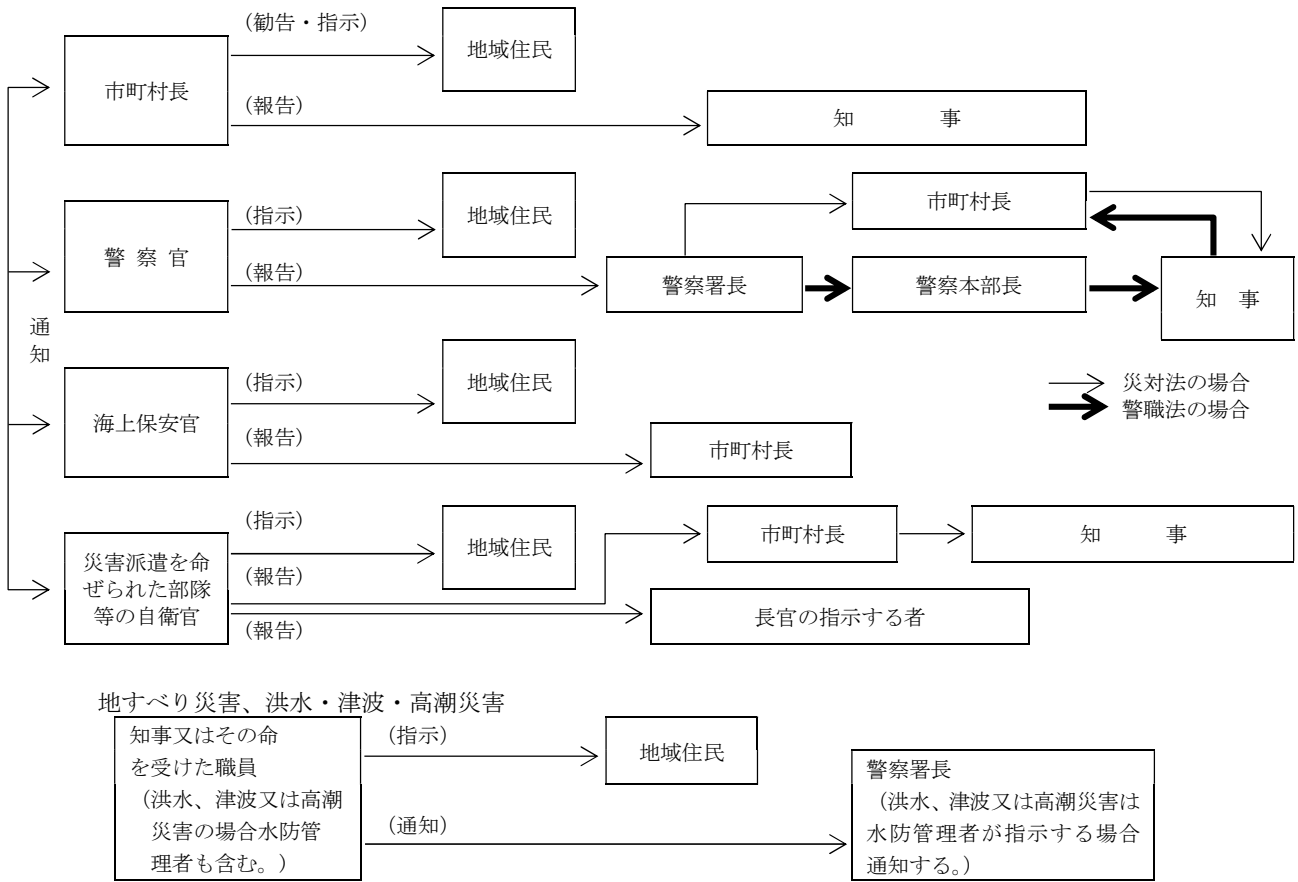 (勧告・指示)
地域住民
市町村長
(報告)
知 事
(指示)
地域住民
市町村長
警 察 官
(報告)
警察署長
警察本部長
知 事
通
知
(指示)
地域住民
災対法の場合
警職法の場合
海上保安官
(報告)
市町村長
(指示)
地域住民
市町村長
知 事
災害派遣を命
ぜられた部隊
等の自衛官
(報告)
(報告)
長官の指示する者
地すべり災害、洪水・津波・高潮災害
知事又はその命
を受けた職員
(洪水、津波又は高潮
災害の場合水防管
理者も含む。)
(指示)
地域住民
(通知)
警察署長
(洪水、津波又は高潮災害は
水防管理者が指示する場合
通知する。)